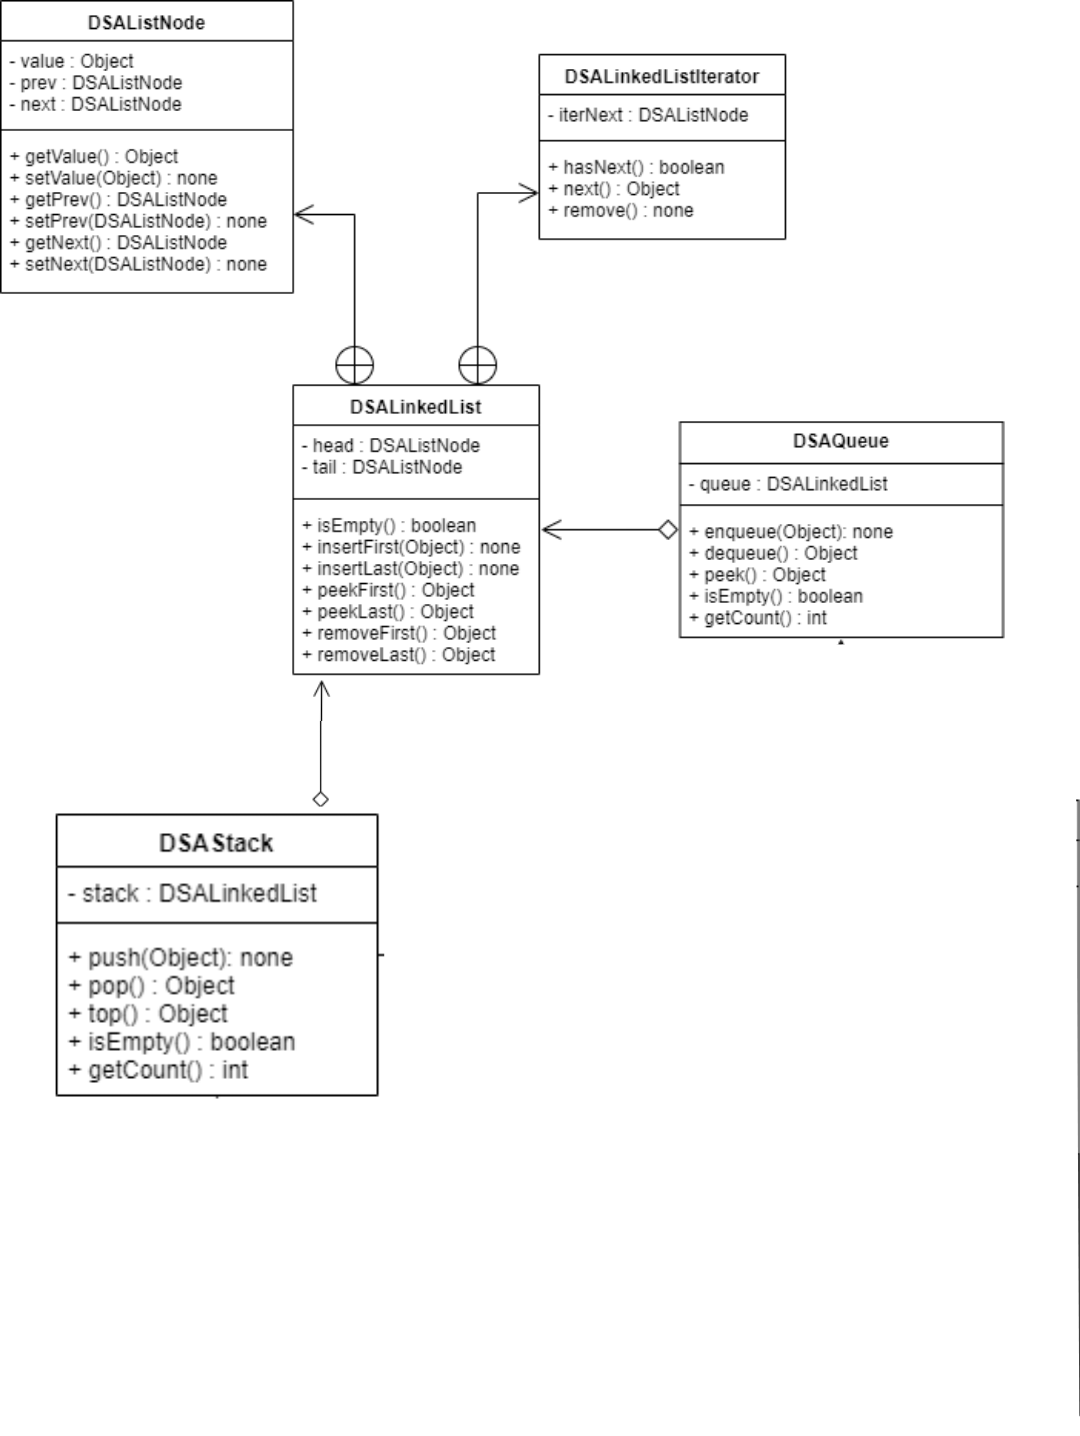 DSAListNode
- value : Object
- prev : DSAListNode
- next : DSAListNode
+ getValue() : Object
+ setValue(Object) : none
+ getPrev() : DSAListNode
+ setPrev(DSAListNode) : none
+ getNext() : DSAListNode
+ setNext(DSAListNode) : none
DSALinkedListIterator
- iterNext : DSAListNode
+ hasNext() : boolean
+ next() : Object
+ remove() : none
DSALinkedList
- head : DSAListNode
- tail : DSAListNode
+ isEmpty() : boolean
+ insertFirst(Object) : none
+ insertLast(Object) : none
+ peekFirst() : Object
+ peekLast() : Object
+ removeFirst() : Object
+ removeLast() : Object
DSAQueue
- queue : DSALinkedList
+ enqueue(Object): none
+ dequeue() : Object
+ peek() : Object
+ isEmpty() : boolean
+ getCount() : int
DSAStack
- stack : DSALinkedList
+ push(Object): none
+ pop() : Object
+ top() : Object
+ isEmpty() : boolean
+ getCount() : int